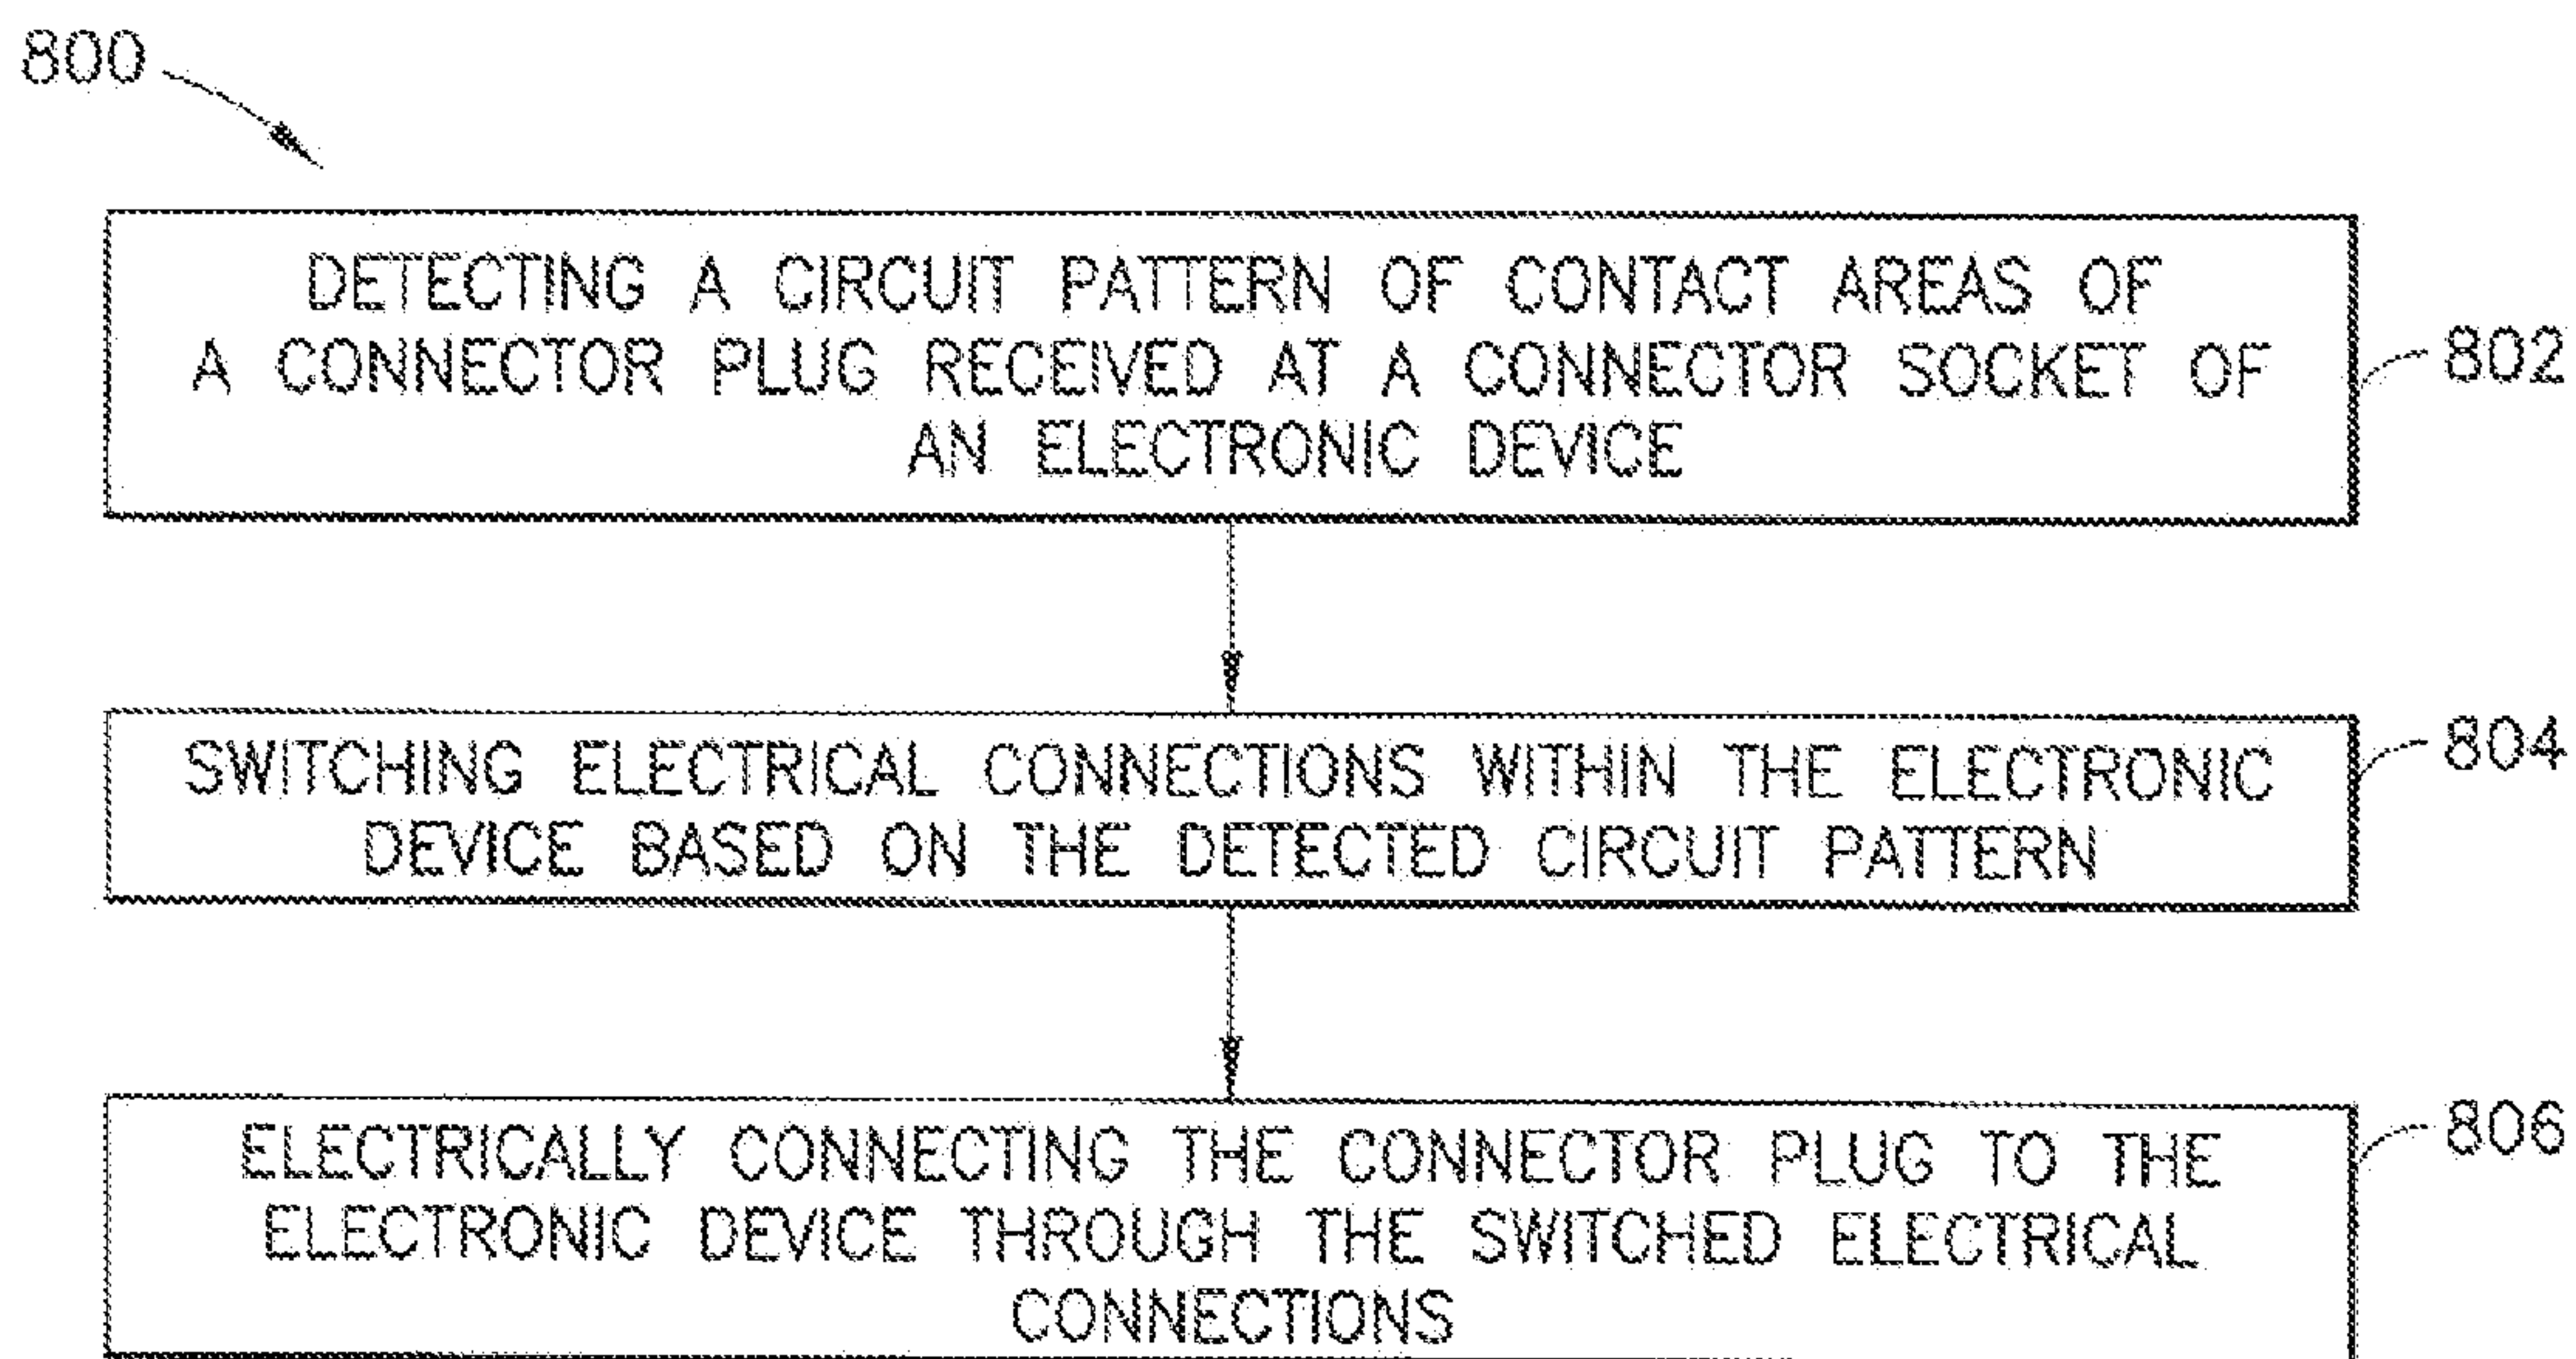 800
DETECTING A CIRCUIT PATTERN OF CONTACT AREAS OF
A CONNECTOR PLUG RECEIVED AT A CONNECTOR SOCKET OF
AN ELECTRONIC DEVICE
802
SWITCHING ELECTRICAL CONNECTIONS WITHIN THE ELECTRONIC
DEVICE BASED ON THE DETECTED CIRCUIT PATTERN
804
ELECTRICALLY CONNECTING THE CONNECTOR PLUG TO THE
ELECTRONIC DEVICE THROUGH THE SWITCHED ELECTRICAL
CONNECTIONS
806